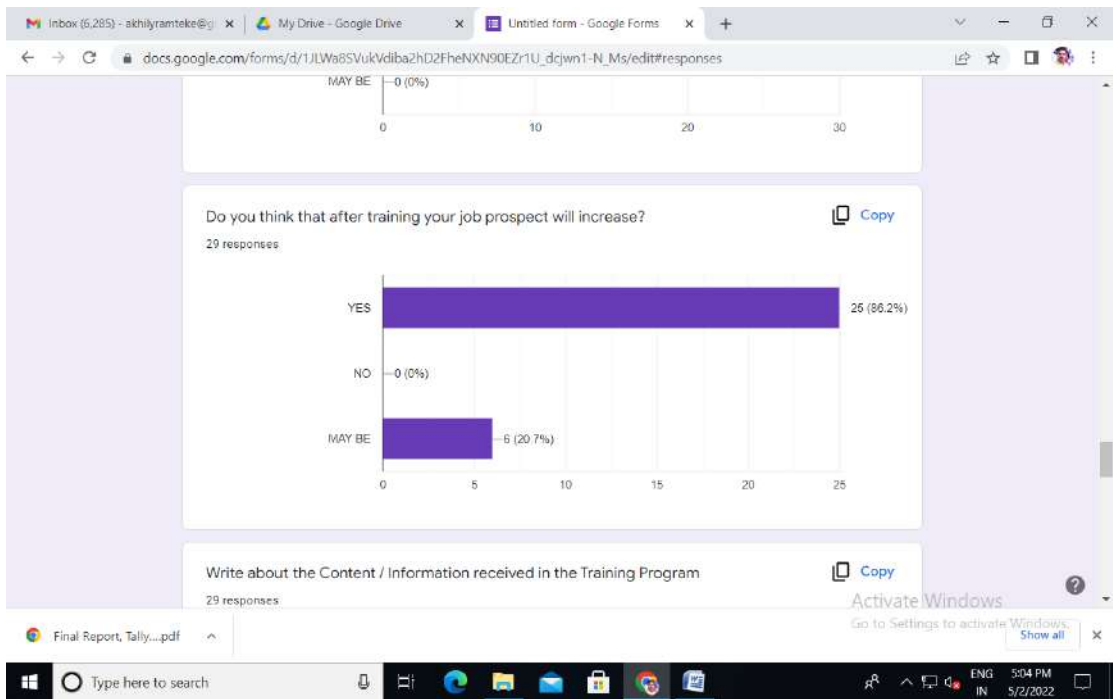 Inbox (6,285) - akhilyramteke@g
My Drive - Google Drive
Untitled form - Google Forms
docs.google.com/forms/d/1JLWa8SVukVdiba2hD2FheNXN90EZr1U_dcjwn1-N_Ms/edit#responses
MAY BE 0 (0%)
0 10 20 30
Do you think that after training your job prospect will increase?
Copy
29 responses
YES 25 (86.2%)
NO 0 (0%)
MAY BE 6 (20.7%)
0 5 10 15 20 25
Write about the Content / Information received in the Training Program
Copy
29 responses
Activate Windows
Go to Settings to activate Windows.
Final Report, Tally....pdf
Show all
Type here to search
ENG 5:04 PM
IN 5/2/2022